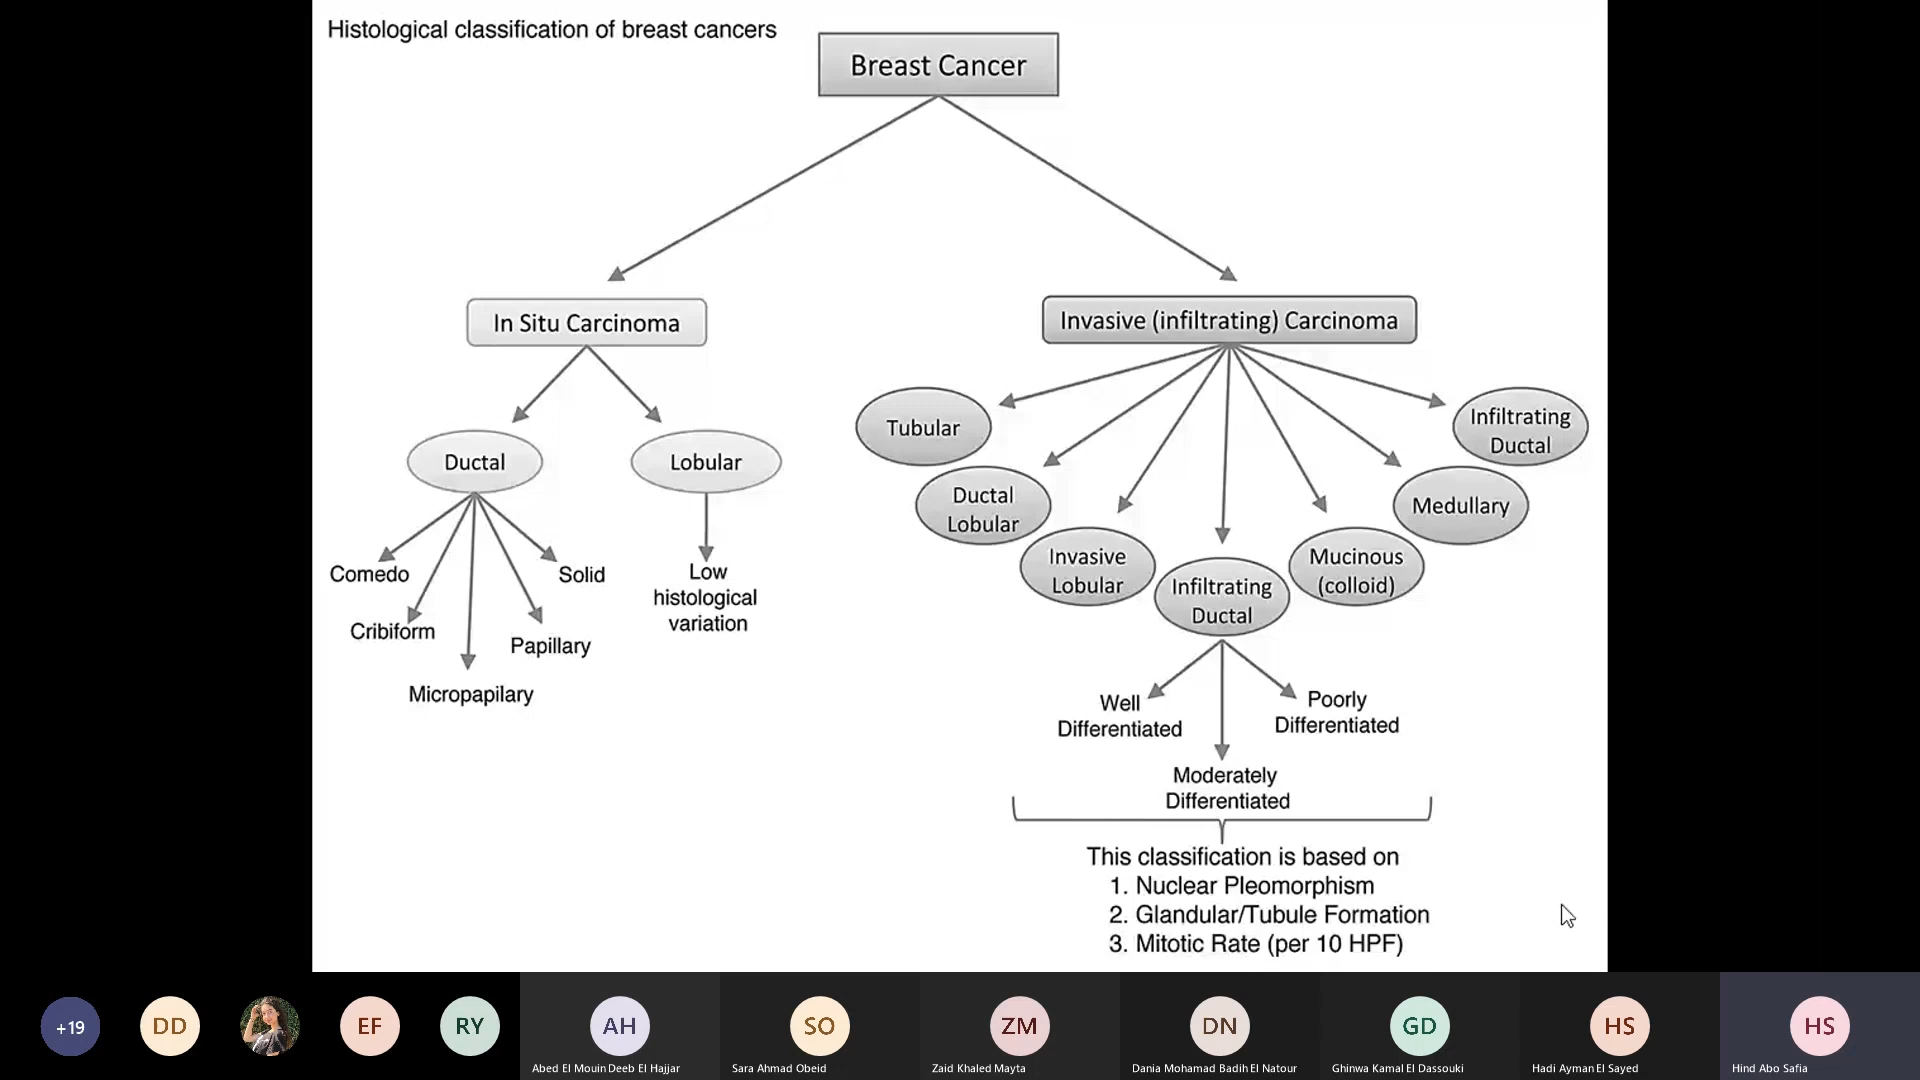 Histological classification of breast cancers
Breast Cancer
In Situ Carcinoma
Invasive (infiltrating) Carcinoma
Ductal
Lobular
Comedo
Cribiform
Micropapilary
Papillary
Solid
Low
histological
variation
Tubular
Ductal
Lobular
Invasive
Lobular
Infiltrating
Ductal
Mucinous
(colloid)
Medullary
Infiltrating
Ductal
Well
Differentiated
Moderately
Differentiated
Poorly
Differentiated
This classification is based on
1. Nuclear Pleomorphism
2. Glandular/Tubule Formation
3. Mitotic Rate (per 10 HPF)
+19
DD
EF
RY
AH
Abed El Mouin Deeb El Hajjar
SO
Sara Ahmad Obeid
ZM
Zaid Khaled Mayta
DN
Dania Mohamad Badih El Natour
GD
Ghinwa Kamal El Dassouki
HS
Hadi Ayman El Sayed
HS
Hind Abo Safia